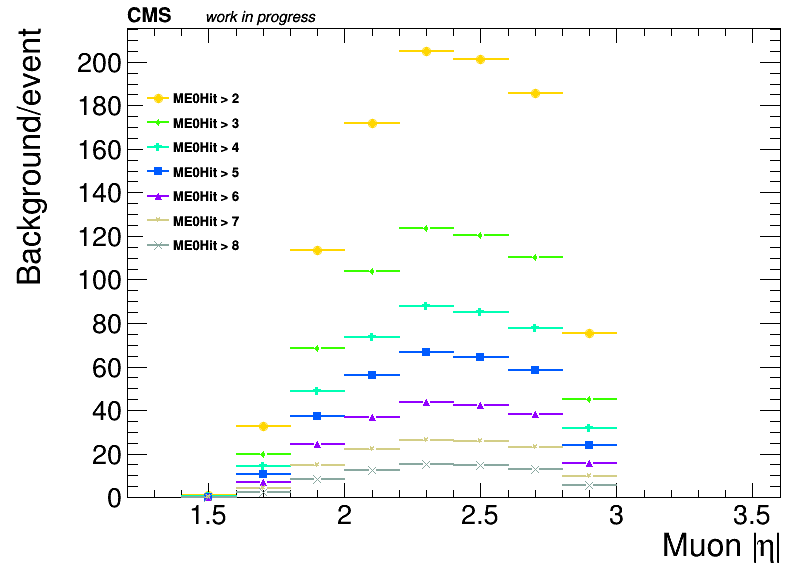 CMS work in progress
Background/event
200
180
160
140
120
100
80
60
40
20
0
ME0Hit > 2
ME0Hit > 3
ME0Hit > 4
ME0Hit > 5
ME0Hit > 6
ME0Hit > 7
ME0Hit > 8
1.5 2 2.5 3 3.5
Muon |η|